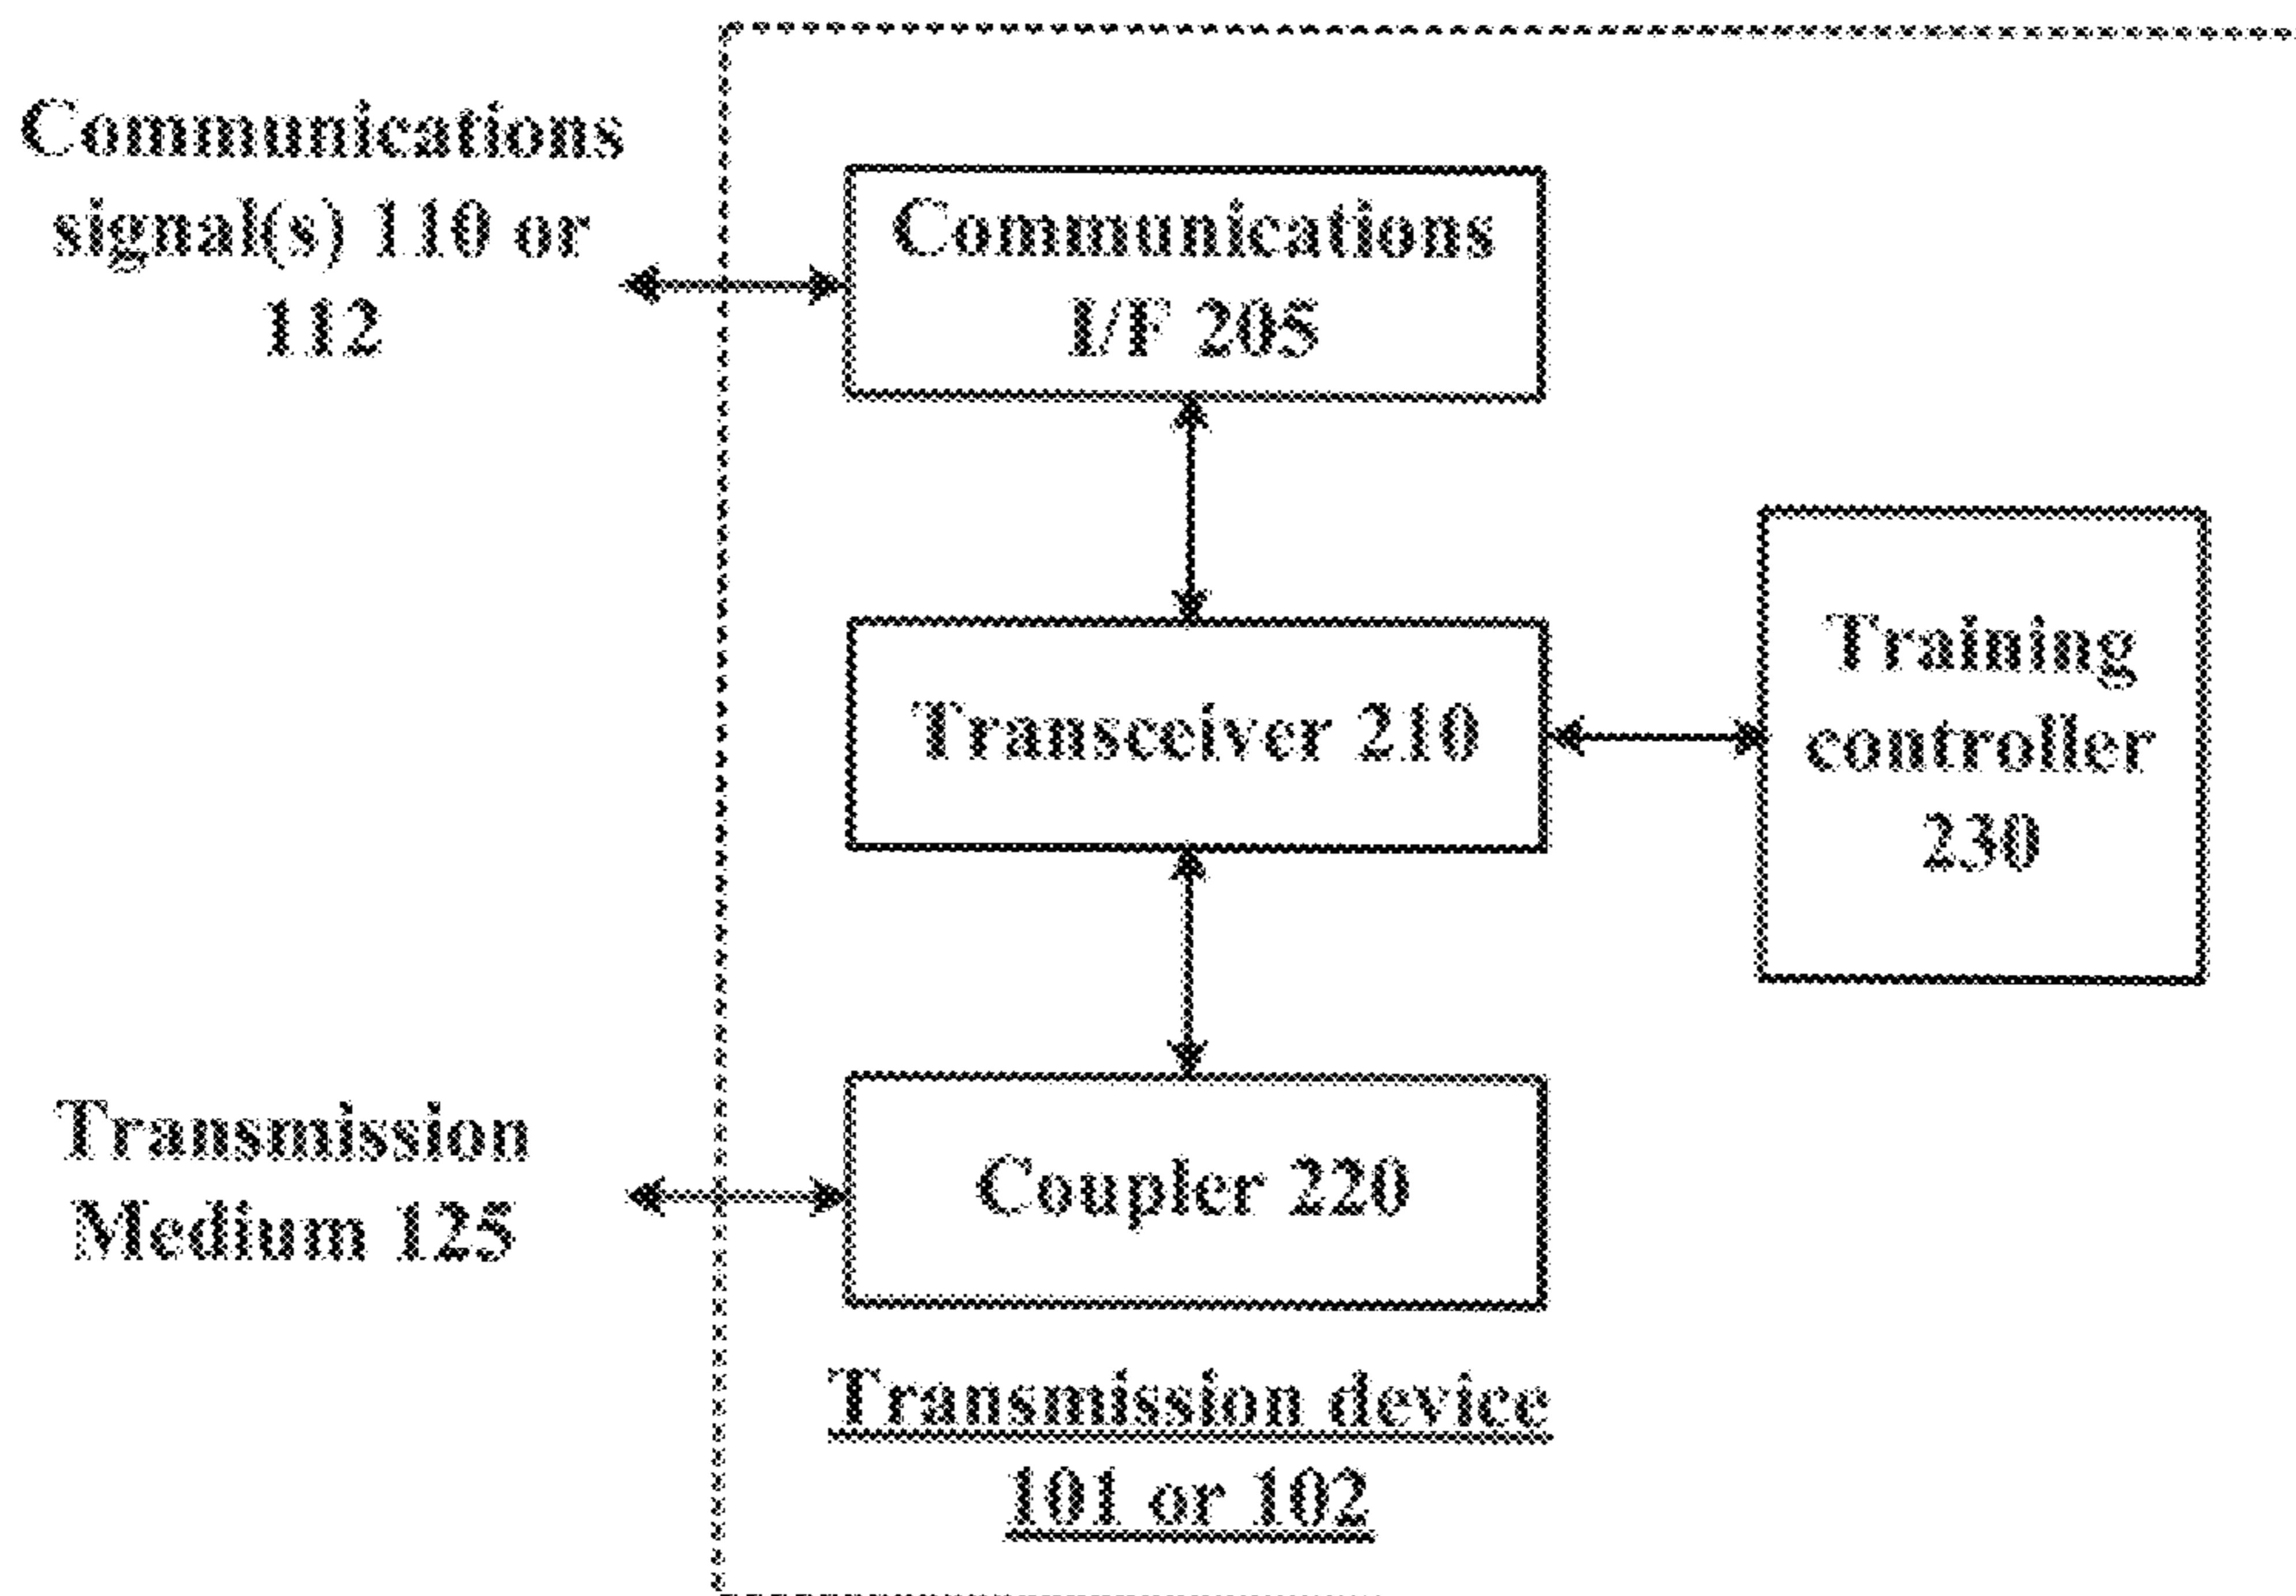 Communications
signal(s) 110 or
112
Communications
I/F 205
Transceiver 210
Training
controller
230
Transmission
Medium 125
Coupler 220
Transmission device
101 or 102